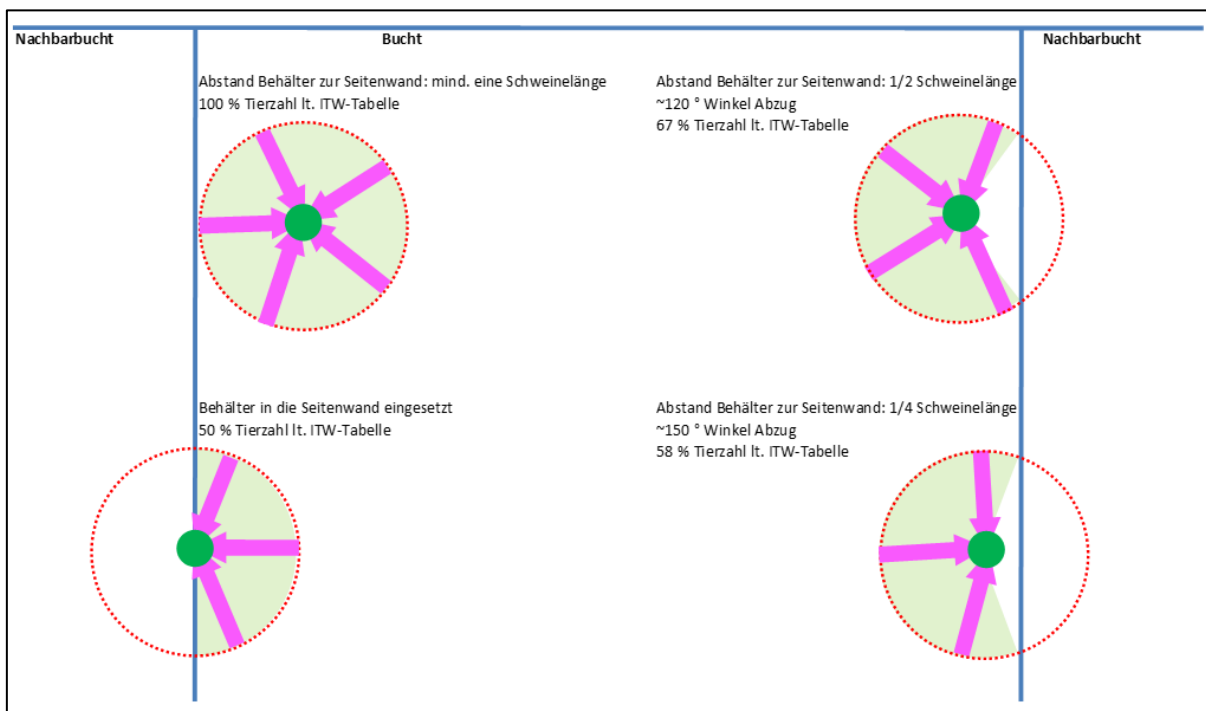 Nachbarbucht
Bucht
Nachbarbucht
Abstand Behälter zur Seitenwand: mind. eine Schweinelänge
100 % Tierzahl lt. ITW-Tabelle
Abstand Behälter zur Seitenwand: 1/2 Schweinelänge
~120 ° Winkel Abzug
67 % Tierzahl lt. ITW-Tabelle
Behälter in die Seitenwand eingesetzt
50 % Tierzahl lt. ITW-Tabelle
Abstand Behälter zur Seitenwand: 1/4 Schweinelänge
~150 ° Winkel Abzug
58 % Tierzahl lt. ITW-Tabelle